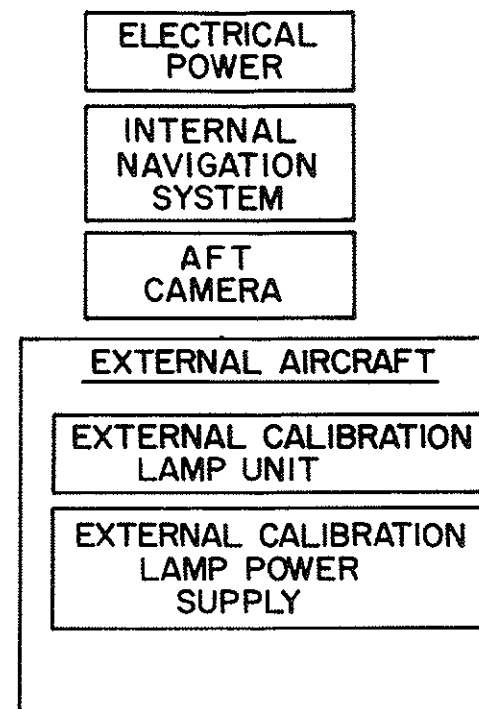 ELECTRICAL
POWER
INTERNAL
NAVIGATION
SYSTEM
AFT
CAMERA
EXTERNAL AIRCRAFT
EXTERNAL CALIBRATION
LAMP UNIT
EXTERNAL CALIBRATION
LAMP POWER
SUPPLY